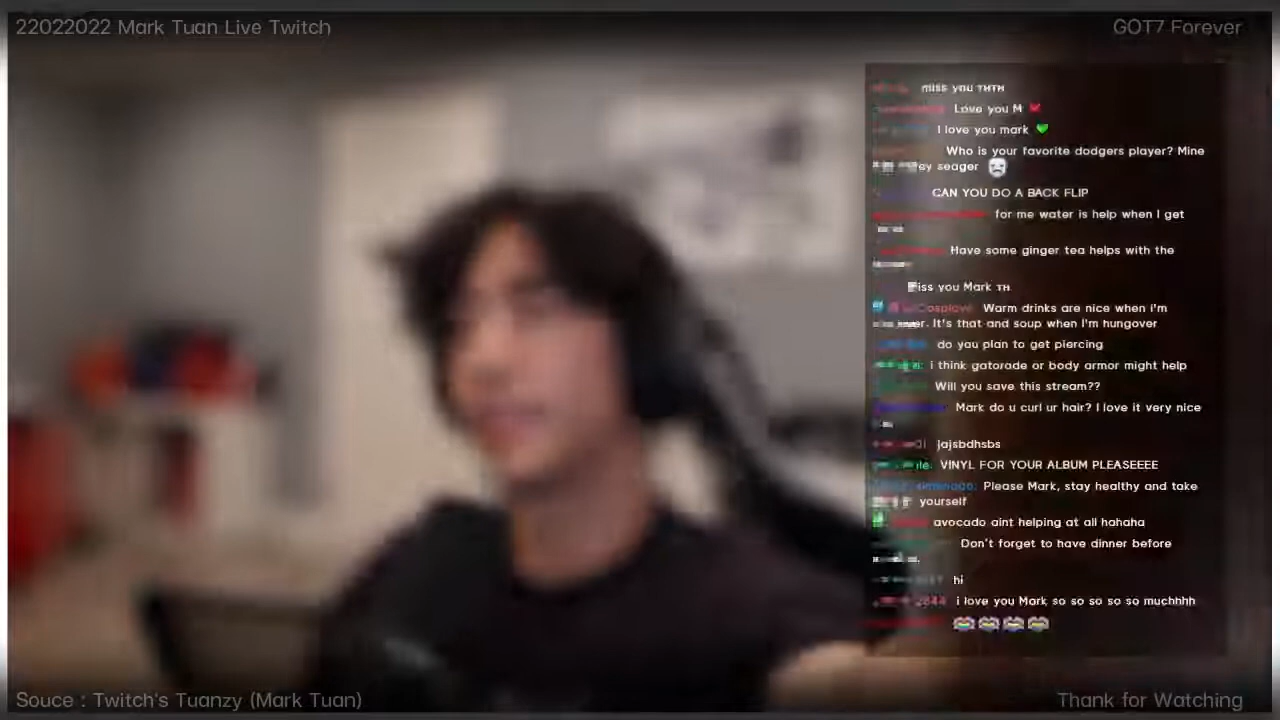 22022022 Mark Tuan Live Twitch
GOT7 Forever
miss you THTH
Love you M
I love you mark
Who is your favorite dodgers player? Mine
seager
CAN YOU DO A BACK FLIP
for me water is help when I get
Have some ginger tea helps with the
iss you Mark TH
Warm drinks are nice when i'm
It's that and soup when I'm hungover
do you plan to get piercing
i think gatorade or body armor might help
Will you save this stream??
Mark do u curl ur hair? I love it very nice
jajsbdhsbs
VINYL FOR YOUR ALBUM PLEASEEEE
Please Mark, stay healthy and take
yourself
avocado aint helping at all hahaha
Don't forget to have dinner before
hi
i love you Mark so so so so so muchhhh
Souce : Twitch's Tuanzy (Mark Tuan)
Thank for Watching